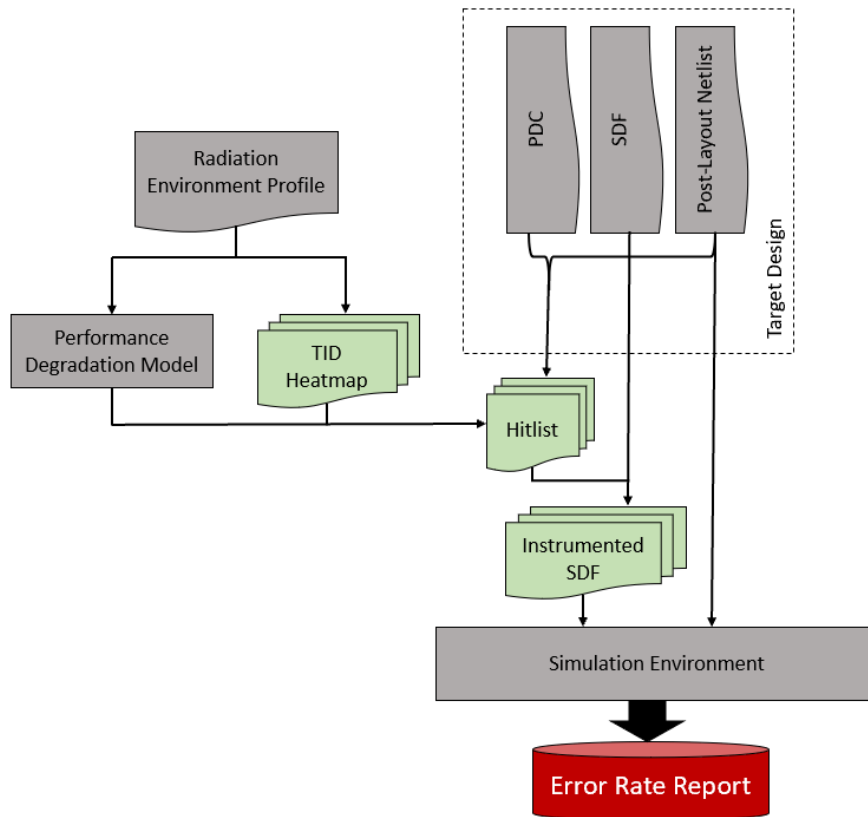 PDC
SDF
Post-Layout Netlist
Target Design
Radiation
Environment Profile
Performance
Degradation Model
TID
Heatmap
Hitlist
Instrumented
SDF
Simulation Environment
Error Rate Report